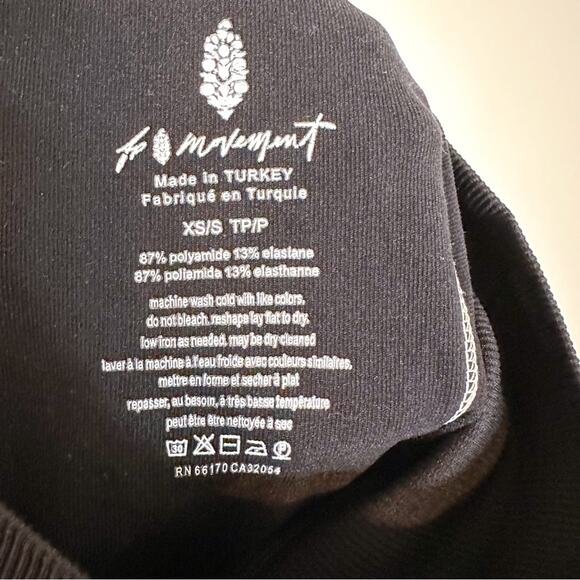 fp movement
Made in TURKEY
Fabriqué en Turquie
XS/S TP/P
87% polyamide 13% elastane
87% poliamida 13% elasthanne
machine wash cold with like colors.
do not bleach. reshape lay flat to dry.
low iron as needed. may be dry cleaned
laver à la machine à l'eau froide avec couleurs similaires.
mettre en forme et secher à plat
repasser, au besoin, à très basse température
peut être être nettoyée à sec
30 P
RN 66170 CA32054